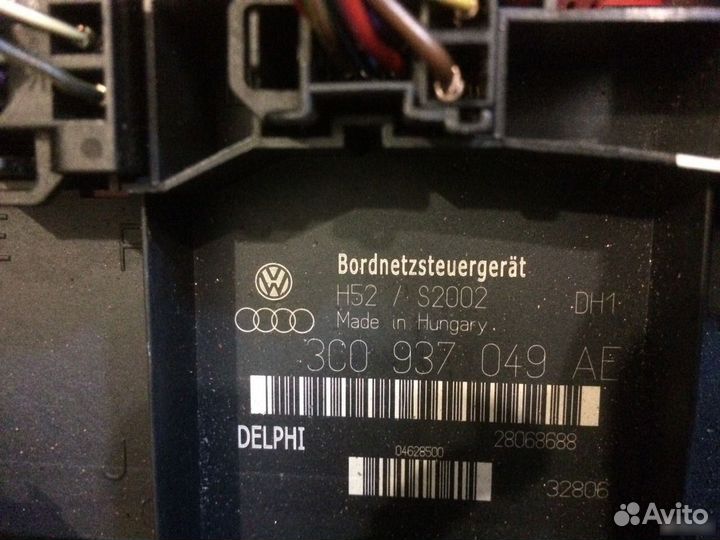 Bordnetzsteuergerät
H52 / S2002 DH1
Made in Hungary
3C0 937 049 AE
DELPHI 28068688
04628500
32806
Avito